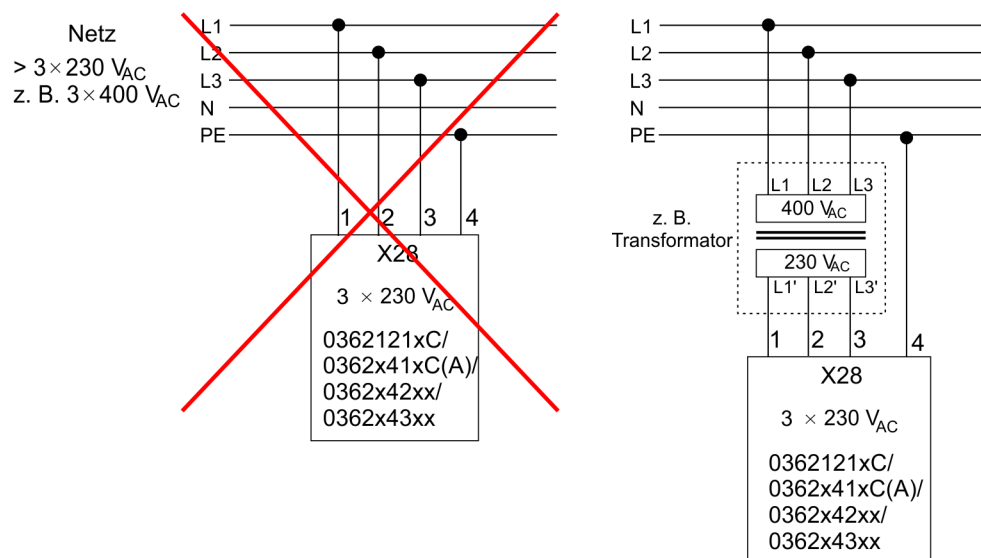 Netz
> 3 × 230 VAC
z. B. 3 × 400 VAC
L1
L2
L3
N
PE
1 2 3 4
X28
3 × 230 VAC
0362121xC/
0362x41xC(A)/
0362x42xx/
0362x43xx
L1
L2
L3
N
PE
z. B.
Transformator
L1 L2 L3
400 VAC
230 VAC
L1' L2' L3'
1 2 3 4
X28
3 × 230 VAC
0362121xC/
0362x41xC(A)/
0362x42xx/
0362x43xx